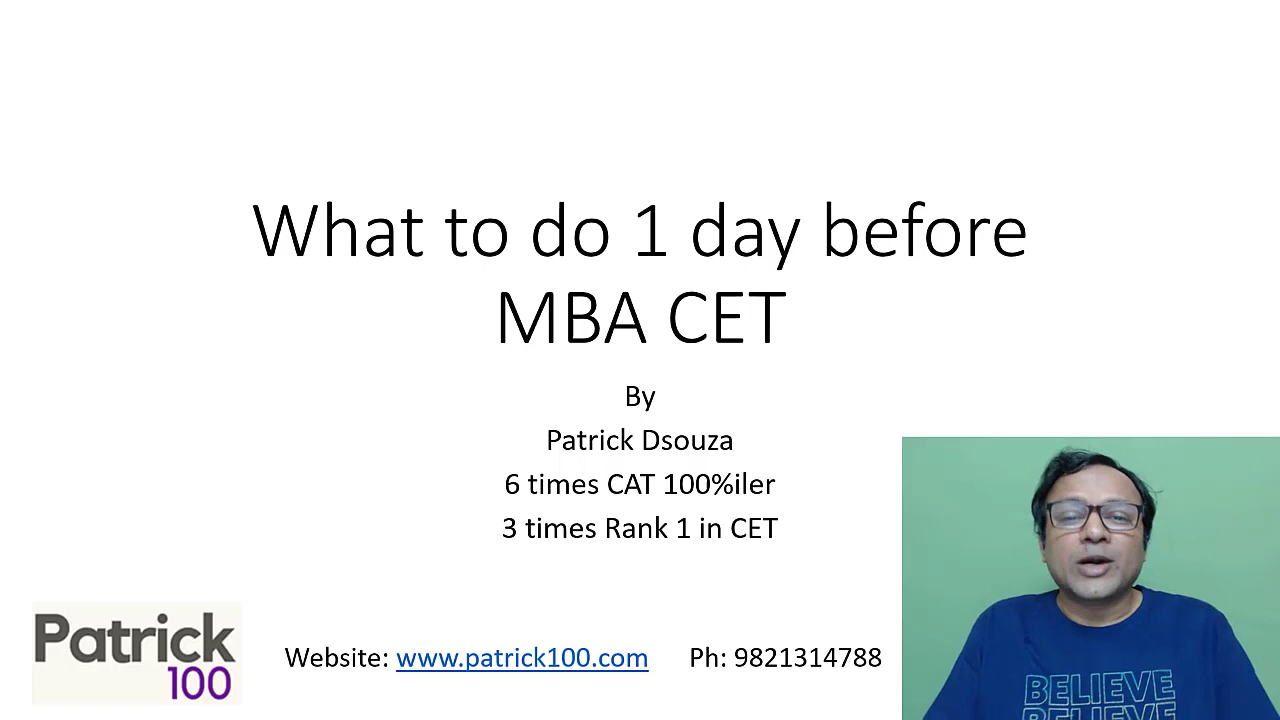 What to do 1 day before
MBA CET
By
Patrick Dsouza
6 times CAT 100%iler
3 times Rank 1 in CET
Patrick
100
Website: www.patrick100.com Ph: 9821314788
BELIEVE
BELIEVE